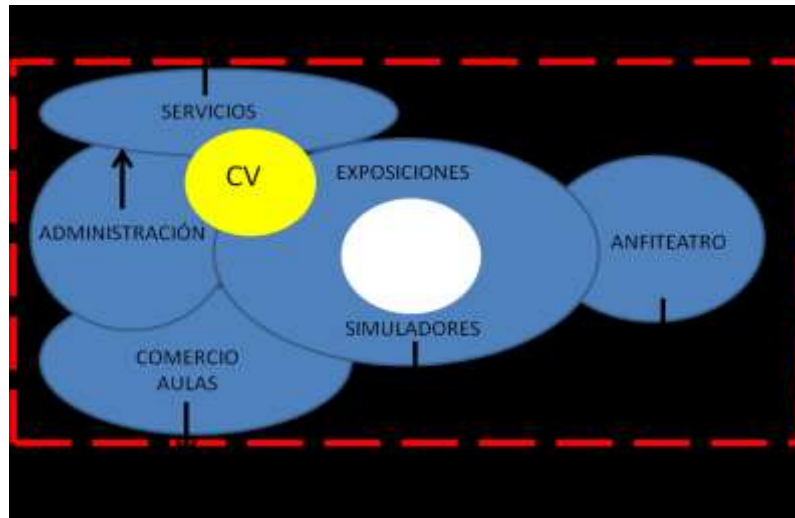 SERVICIOS
CV
EXPOSICIONES
ADMINISTRACIÓN
ANFITEATRO
SIMULADORES
COMERCIO
AULAS